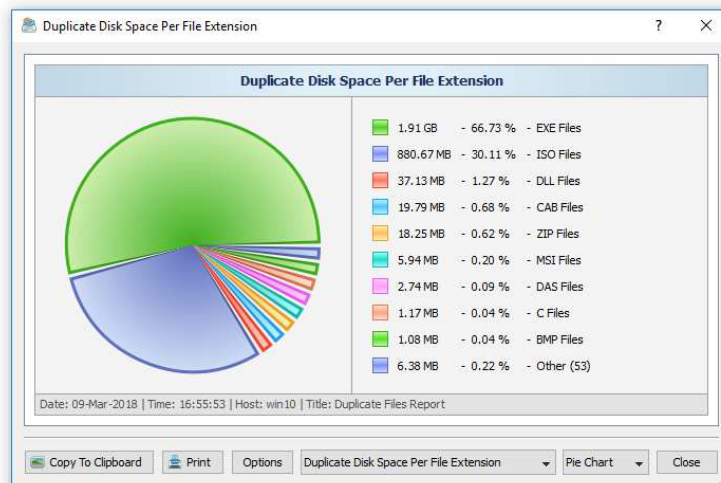 Duplicate Disk Space Per File Extension
?
Duplicate Disk Space Per File Extension
1.91 GB - 66.73 % - EXE Files
880.67 MB - 30.11 % - ISO Files
37.13 MB - 1.27 % - DLL Files
19.79 MB - 0.68 % - CAB Files
18.25 MB - 0.62 % - ZIP Files
5.94 MB - 0.20 % - MSI Files
2.74 MB - 0.09 % - DAS Files
1.17 MB - 0.04 % - C Files
1.08 MB - 0.04 % - BMP Files
6.38 MB - 0.22 % - Other (53)
Date: 09-Mar-2018 | Time: 16:55:53 | Host: win10 | Title: Duplicate Files Report
Copy To Clipboard Print Options Duplicate Disk Space Per File Extension Pie Chart Close